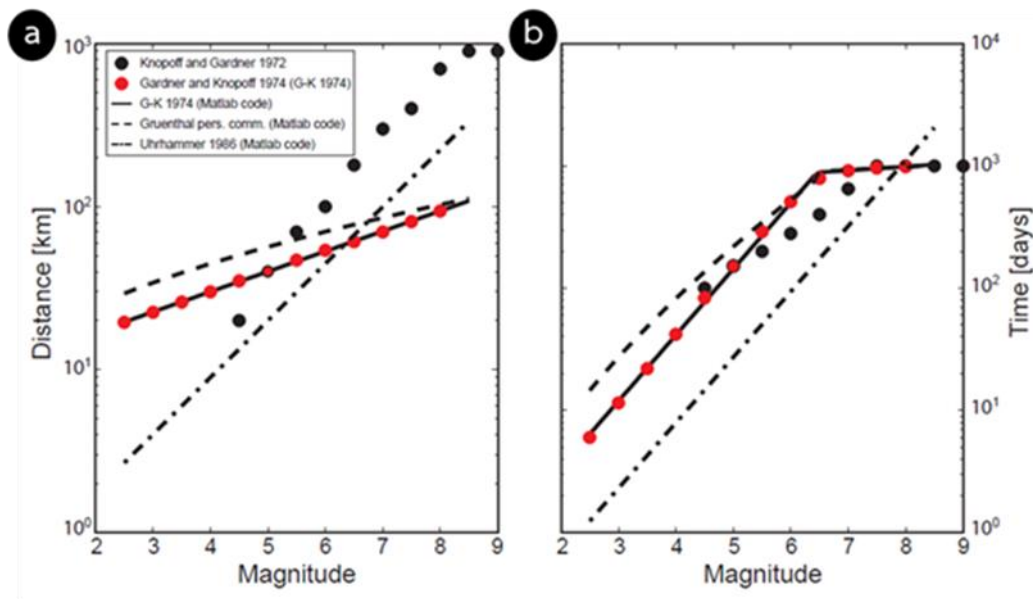 a
b
10³
10²
10¹
10⁰
Distance [km]
Knopoff and Gardner 1972
Gardner and Knopoff 1974 (G-K 1974)
G-K 1974 (Matlab code)
Gruenthal pers. comm. (Matlab code)
Uhrhammer 1986 (Matlab code)
2 3 4 5 6 7 8 9
Magnitude
10⁴
10³
10²
10¹
10⁰
Time [days]
2 3 4 5 6 7 8 9
Magnitude